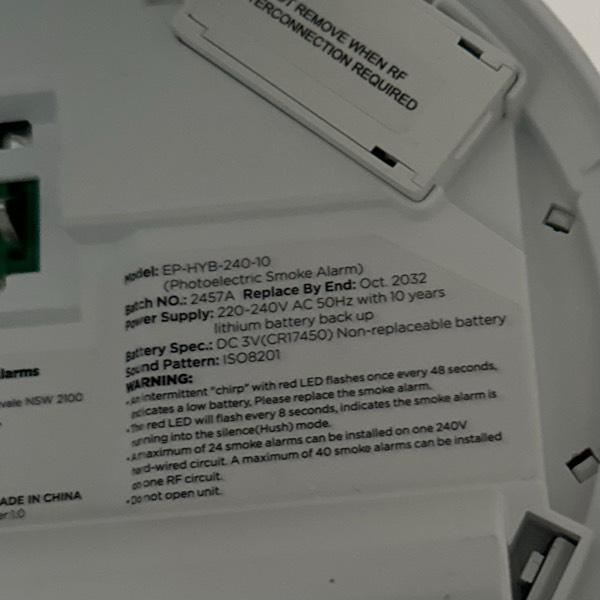 OT REMOVE WHEN RF
TERCONNECTION REQUIRED
Model: EP-HYB-240-10
(Photoelectric Smoke Alarm)
Batch NO.: 2457A Replace By End: Oct. 2032
Power Supply: 220-240V AC 50Hz with 10 years
lithium battery back up
Battery Spec.: DC 3V(CR17450) Non-replaceable battery
Sound Pattern: ISO8201
WARNING:
•An intermittent "chirp" with red LED flashes once every 48 seconds,
indicates a low battery. Please replace the smoke alarm.
•The red LED will flash every 8 seconds, indicates the smoke alarm is
running into the silence(Hush) mode.
•A maximum of 24 smoke alarms can be installed on one 240V
hard-wired circuit. A maximum of 40 smoke alarms can be installed
on one RF circuit.
•Do not open unit.
larms
vale NSW 2100
ADE IN CHINA
er:1.0